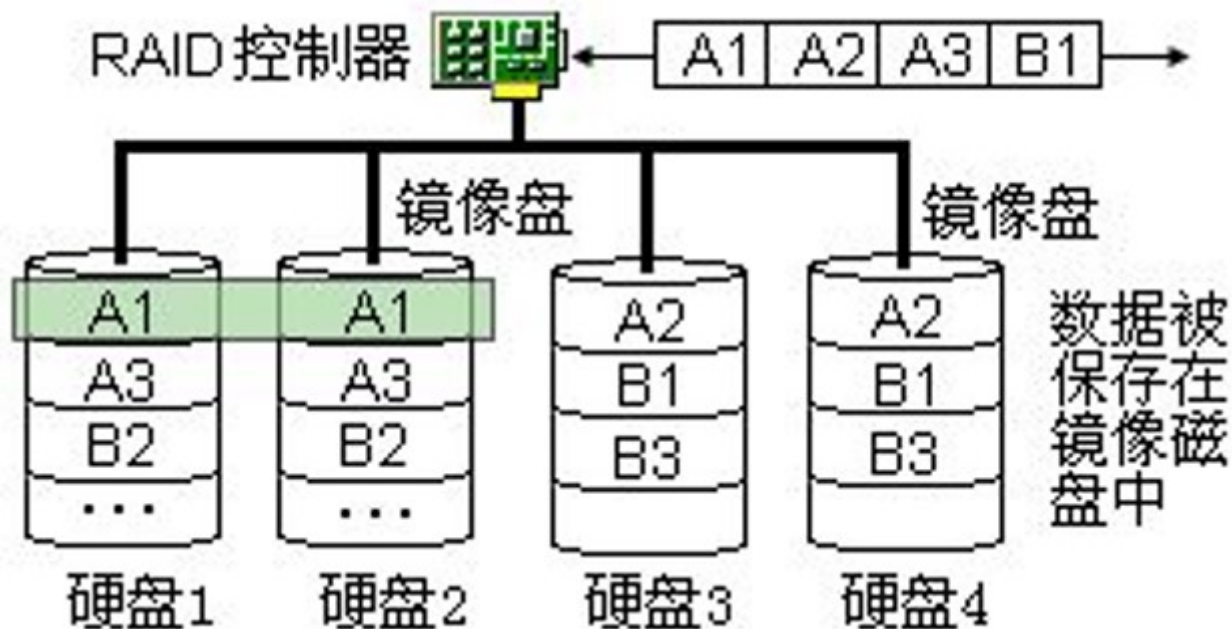 RAID控制器
A1 A2 A3 B1
镜像盘
镜像盘
A1 A1 A2 A2
A3 A3 B1 B1
B2 B2 B3 B3
... ...
数据被
保存在
镜像磁
盘中
硬盘1 硬盘2 硬盘3 硬盘4